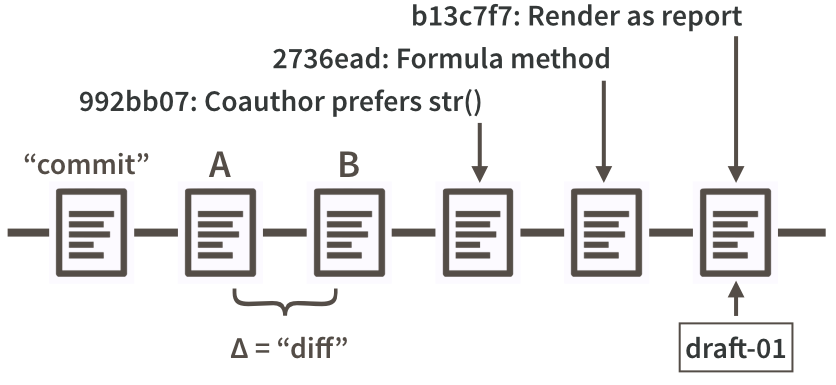 b13c7f7: Render as report
2736ead: Formula method
992bb07: Coauthor prefers str()
“commit”
A
B
Δ = “diff”
draft-01